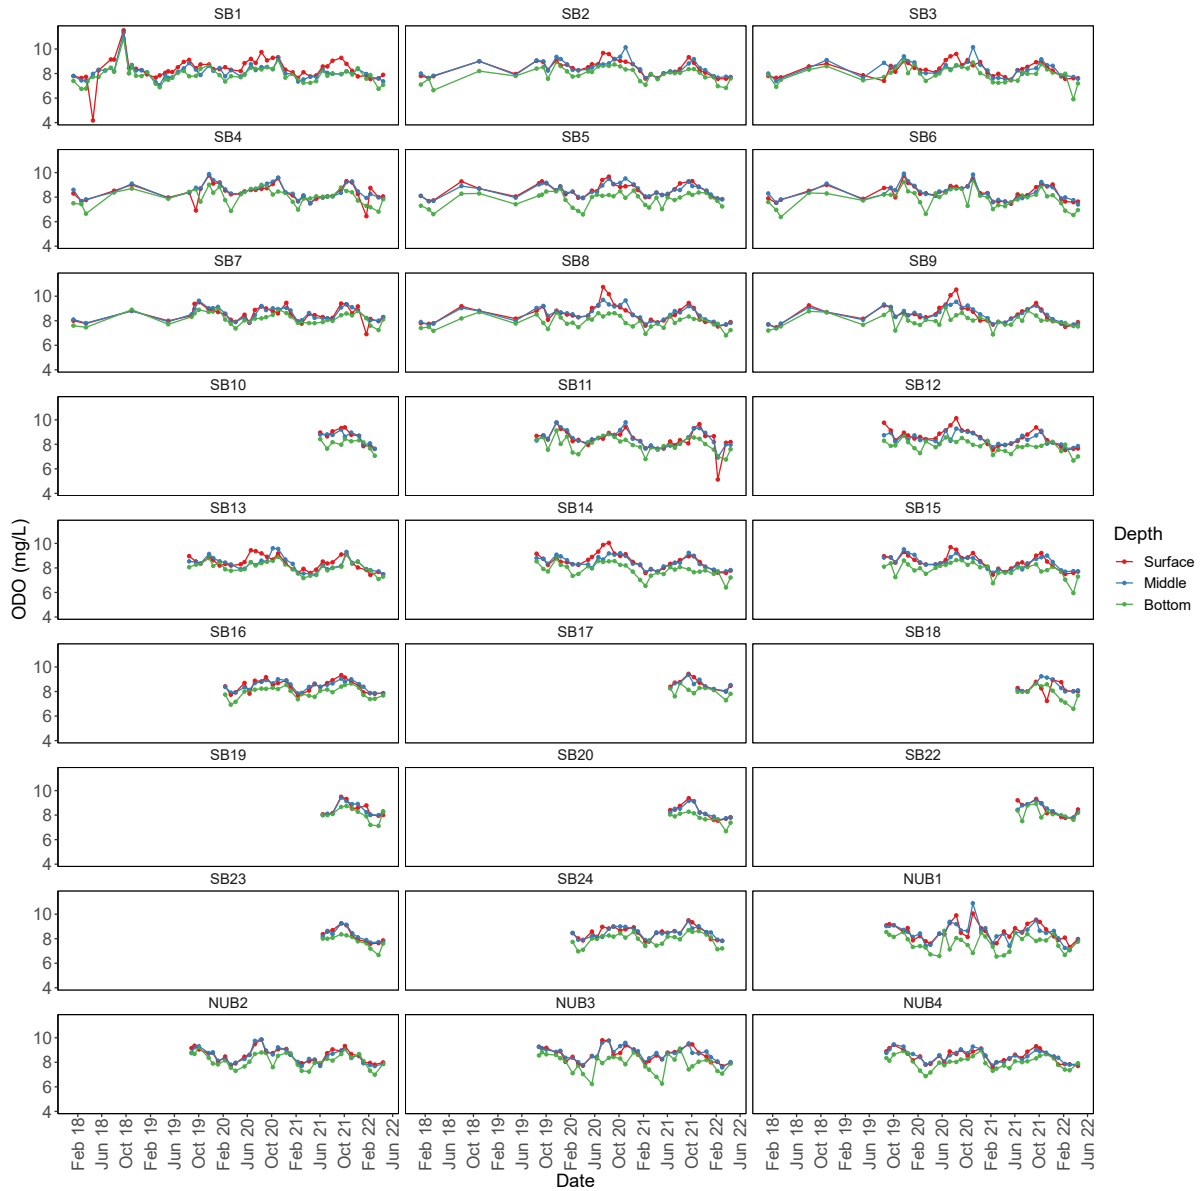 SB1 SB2 SB3
10
8
6
4
SB4 SB5 SB6
10
8
6
4
SB7 SB8 SB9
10
8
6
4
SB10 SB11 SB12
10
8
6
4
SB13 SB14 SB15
10
8
6
4
SB16 SB17 SB18
10
8
6
4
SB19 SB20 SB22
10
8
6
4
SB23 SB24 NUB1
10
8
6
4
NUB2 NUB3 NUB4
10
8
6
4
ODO (mg/L)
Feb 18 Jun 18 Oct 18 Feb 19 Jun 19 Oct 19 Feb 20 Jun 20 Oct 20 Feb 21 Jun 21 Oct 21 Feb 22 Jun 22
Feb 18 Jun 18 Oct 18 Feb 19 Jun 19 Oct 19 Feb 20 Jun 20 Oct 20 Feb 21 Jun 21 Oct 21 Feb 22 Jun 22
Feb 18 Jun 18 Oct 18 Feb 19 Jun 19 Oct 19 Feb 20 Jun 20 Oct 20 Feb 21 Jun 21 Oct 21 Feb 22 Jun 22
Date
Depth
Surface
Middle
Bottom